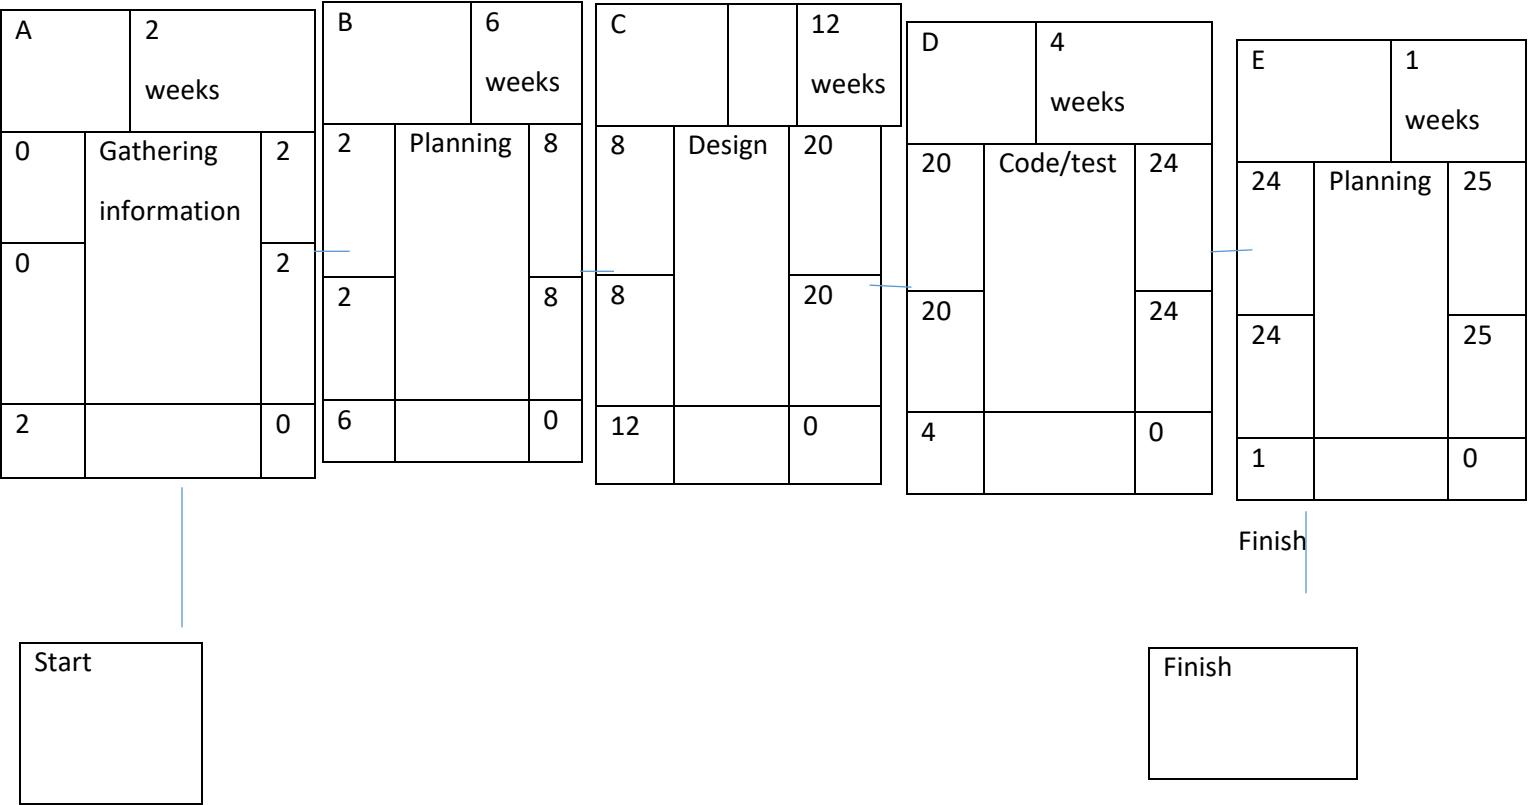 A
2
weeks
0
Gathering
information
2
0
2
2
0
B
6
weeks
2
Planning
8
2
8
6
0
C
12
weeks
8
Design
20
8
20
12
0
D
4
weeks
20
Code/test
24
20
24
4
0
E
1
weeks
24
Planning
25
24
25
1
0
Finish
Start
Finish